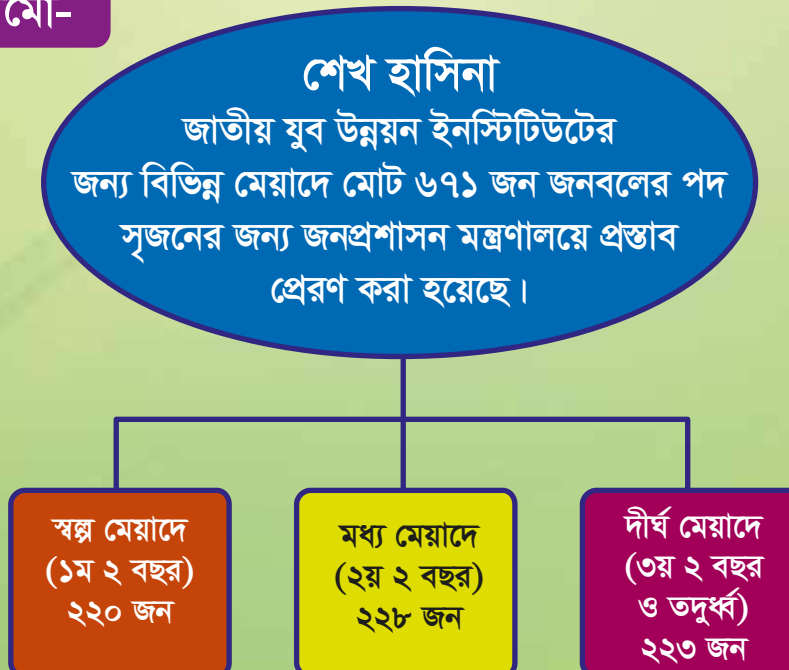 মো-
শেখ হাসিনা
জাতীয় যুব উন্নয়ন ইনস্টিটিউটের
জন্য বিভিন্ন মেয়াদে মোট ৬৭১ জন জনবলের পদ
সৃজনের জন্য জনপ্রশাসন মন্ত্রণালয়ে প্রস্তাব
প্রেরণ করা হয়েছে।
স্বল্প মেয়াদে
(১ম ২ বছর)
২২০ জন
মধ্য মেয়াদে
(২য় ২ বছর)
২২৮ জন
দীর্ঘ মেয়াদে
(৩য় ২ বছর
ও তদুর্ধ্ব)
২২৩ জন